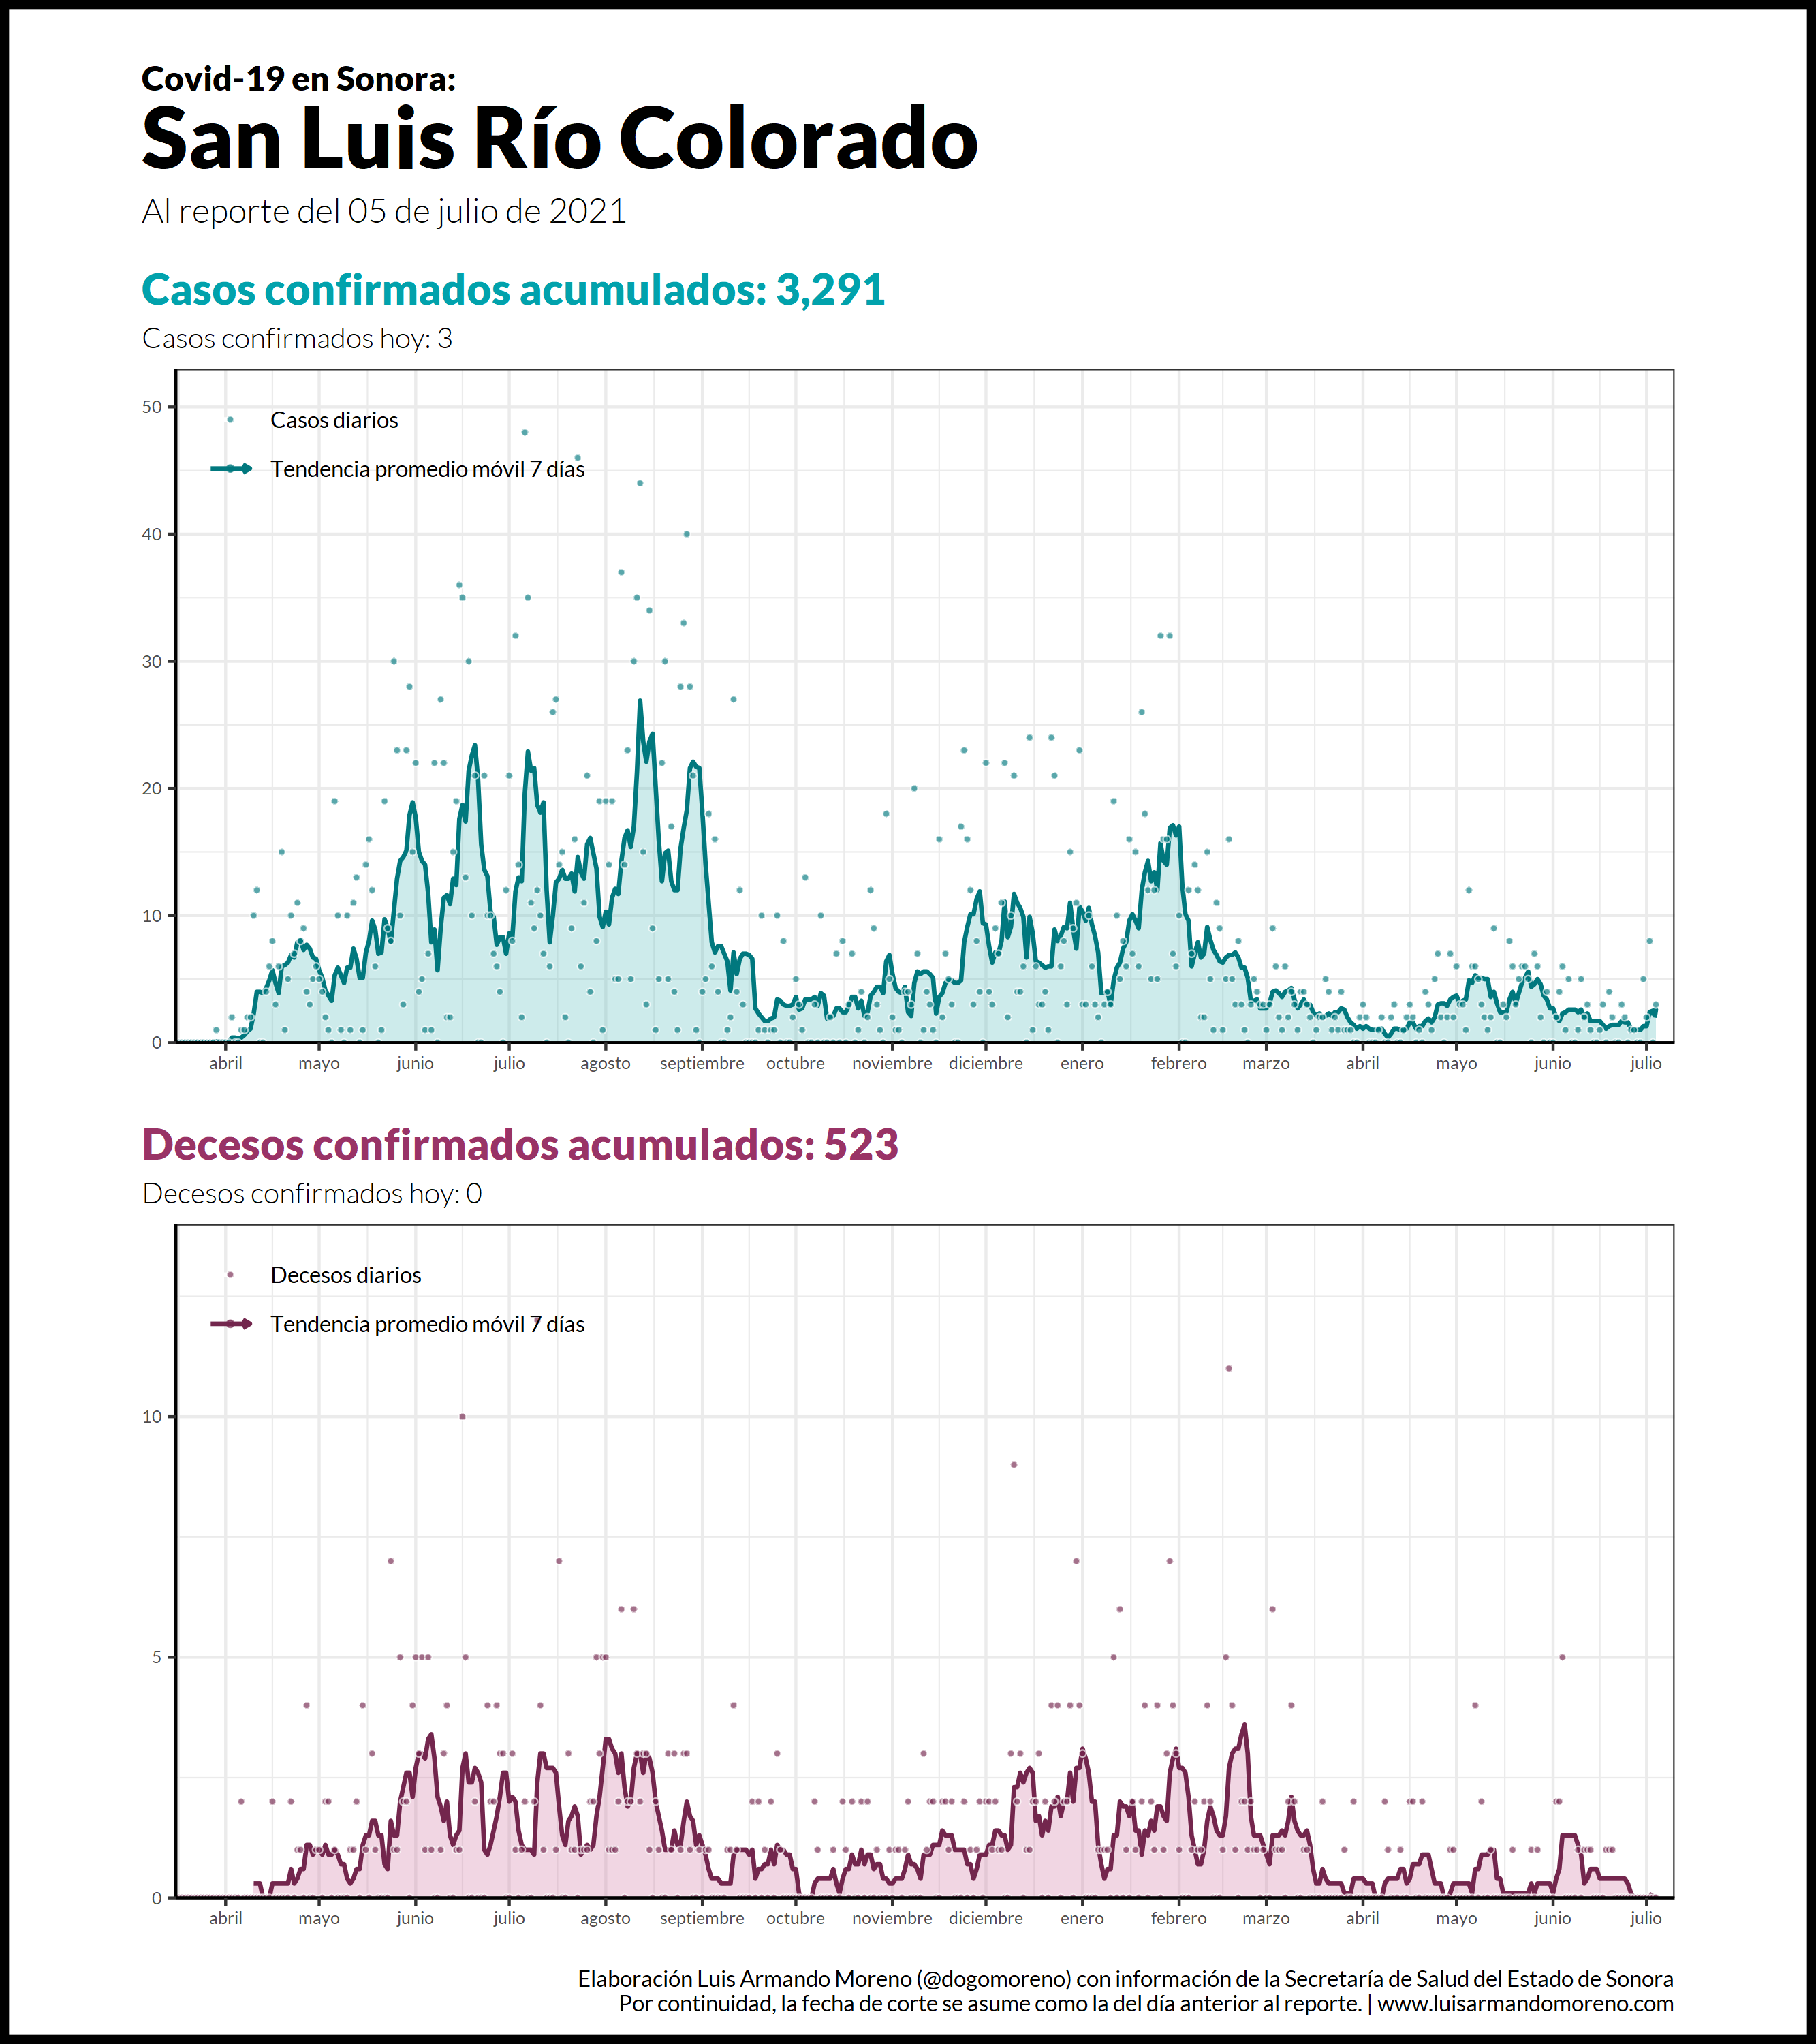 Covid-19 en Sonora:
San Luis Río Colorado
Al reporte del 05 de julio de 2021
Casos confirmados acumulados: 3,291
Casos confirmados hoy: 3
50
40
30
20
10
0
Casos diarios
Tendencia promedio móvil 7 días
abril mayo junio julio agosto septiembre octubre noviembre diciembre enero febrero marzo abril mayo junio julio
Decesos confirmados acumulados: 523
Decesos confirmados hoy: 0
10
5
0
Decesos diarios
Tendencia promedio móvil 7 días
abril mayo junio julio agosto septiembre octubre noviembre diciembre enero febrero marzo abril mayo junio julio
Elaboración Luis Armando Moreno (@dogomoreno) con información de la Secretaría de Salud del Estado de Sonora
Por continuidad, la fecha de corte se asume como la del día anterior al reporte. | www.luisarmandomoreno.com